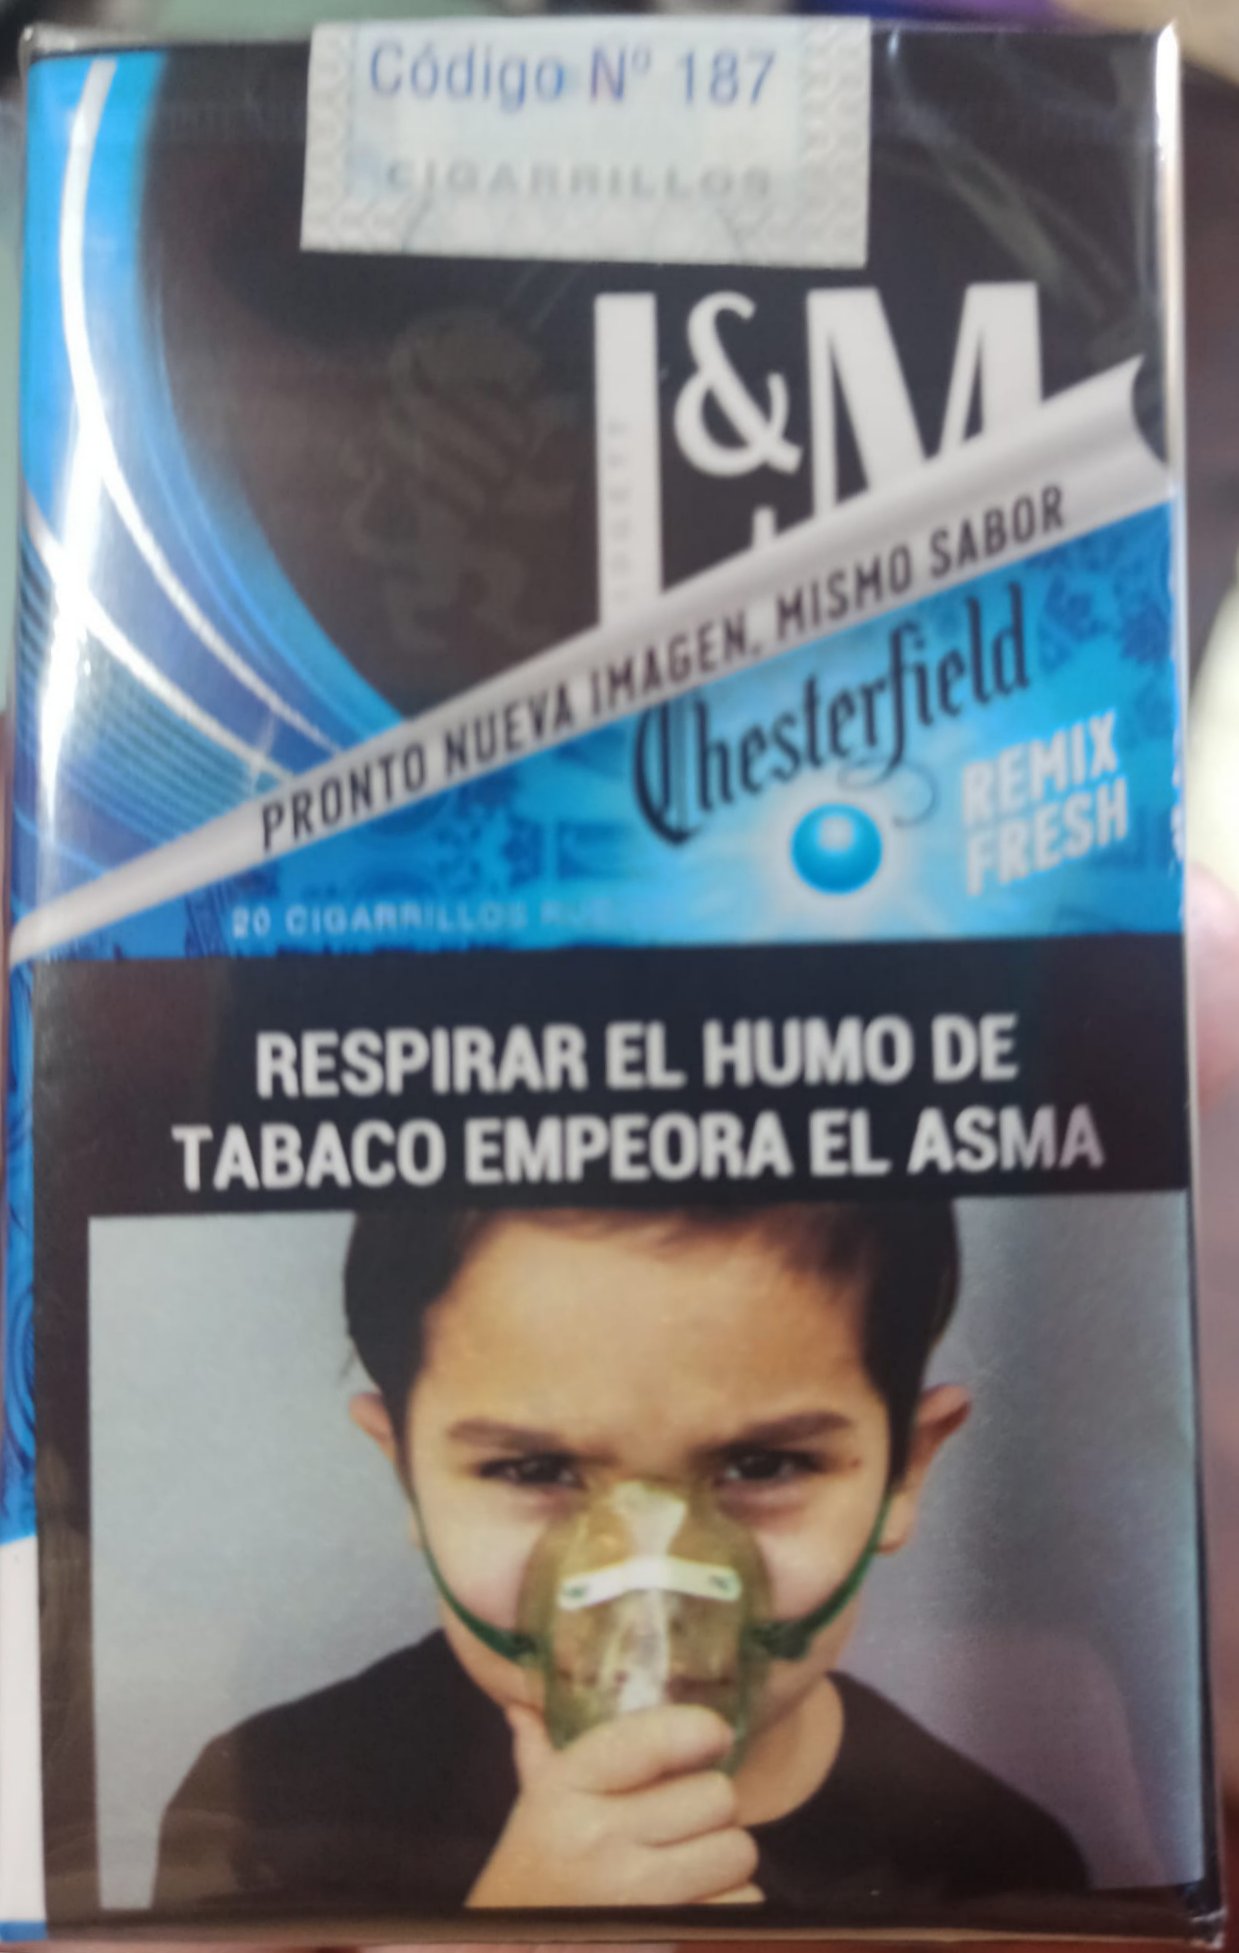 Código Nº 187
CIGARRILLOS
L&M
PRONTO NUEVA IMAGEN, MISMO SABOR
Chesterfield
REMIX
FRESH
20 CIGARRILLOS
RESPIRAR EL HUMO DE
TABACO EMPEORA EL ASMA